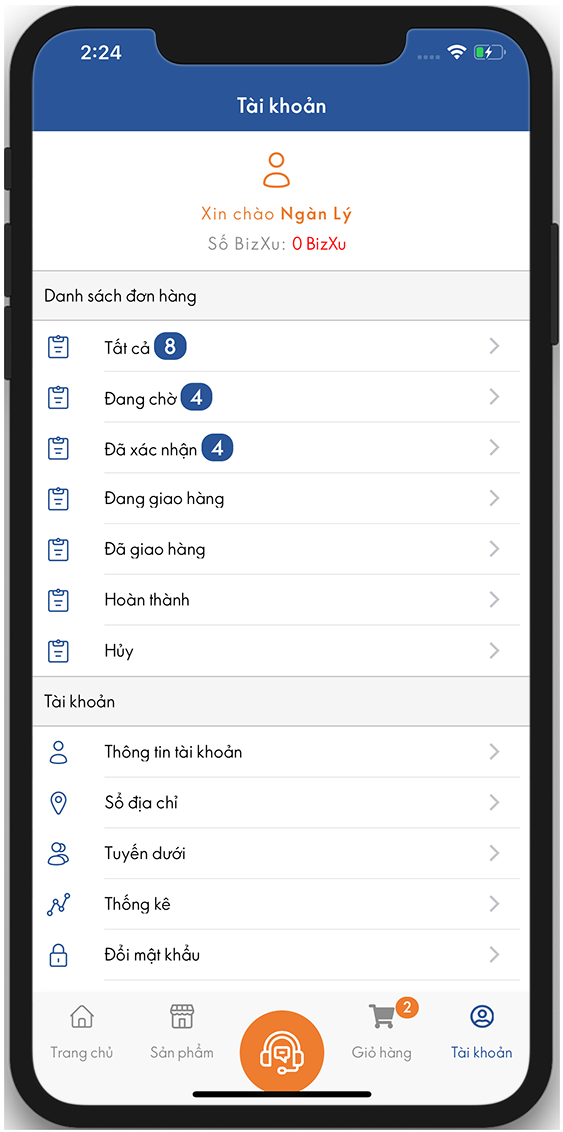 2:24
Tài khoản
Xin chào Ngàn Lý
Số BizXu: 0 BizXu
Danh sách đơn hàng
Tất cả 8
Đang chờ 4
Đã xác nhận 4
Đang giao hàng
Đã giao hàng
Hoàn thành
Hủy
Tài khoản
Thông tin tài khoản
Sổ địa chỉ
Tuyến dưới
Thống kê
Đổi mật khẩu
2
Trang chủ Sản phẩm Giỏ hàng Tài khoản